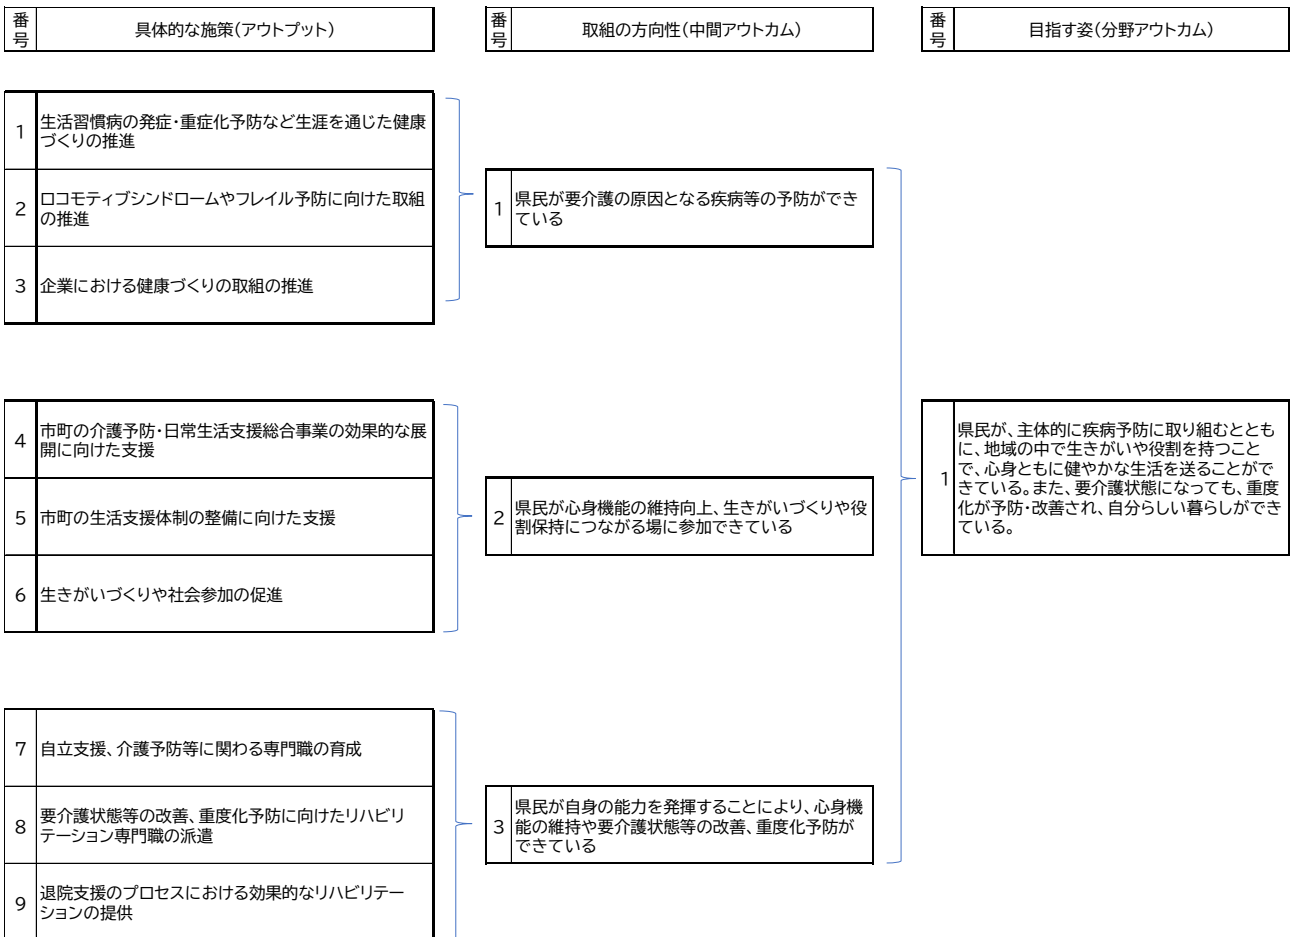 番号
具体的な施策(アウトプット)
番号
取組の方向性(中間アウトカム)
番号
目指す姿(分野アウトカム)
1
生活習慣病の発症・重症化予防など生涯を通じた健康
づくりの推進
2
ロコモティブシンドロームやフレイル予防に向けた取組
の推進
3
企業における健康づくりの取組の推進
1
県民が要介護の原因となる疾病等の予防ができ
ている
4
市町の介護予防・日常生活支援総合事業の効果的な展
開に向けた支援
5
市町の生活支援体制の整備に向けた支援
6
生きがいづくりや社会参加の促進
2
県民が心身機能の維持向上、生きがいづくりや役
割保持につながる場に参加できている
1
県民が、主体的に疾病予防に取り組むととも
に、地域の中で生きがいや役割を持つこと
で、心身ともに健やかな生活を送ることがで
きている。また、要介護状態になっても、重度
化が予防・改善され、自分らしい暮らしができ
ている。
7
自立支援、介護予防等に関わる専門職の育成
8
要介護状態等の改善、重度化予防に向けたリハビリ
テーション専門職の派遣
9
退院支援のプロセスにおける効果的なリハビリテー
ションの提供
3
県民が自身の能力を発揮することにより、心身機
能の維持や要介護状態等の改善、重度化予防が
できている